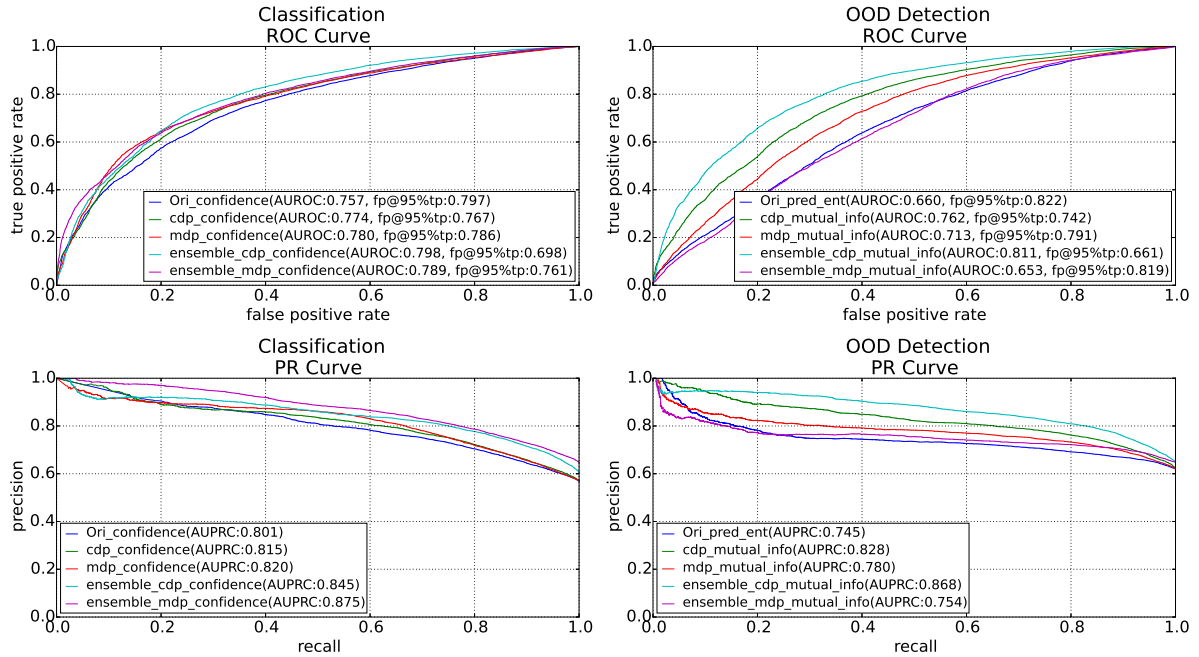 Classification
ROC Curve
true positive rate
1.0
0.8
0.6
0.4
0.2
0.0
Ori_confidence(AUROC:0.757, fp@95%tp:0.797)
cdp_confidence(AUROC:0.774, fp@95%tp:0.767)
mdp_confidence(AUROC:0.780, fp@95%tp:0.786)
ensemble_cdp_confidence(AUROC:0.798, fp@95%tp:0.698)
ensemble_mdp_confidence(AUROC:0.789, fp@95%tp:0.761)
0.0 0.2 0.4 0.6 0.8 1.0
false positive rate
OOD Detection
ROC Curve
true positive rate
1.0
0.8
0.6
0.4
0.2
0.0
Ori_pred_ent(AUROC:0.660, fp@95%tp:0.822)
cdp_mutual_info(AUROC:0.762, fp@95%tp:0.742)
mdp_mutual_info(AUROC:0.713, fp@95%tp:0.791)
ensemble_cdp_mutual_info(AUROC:0.811, fp@95%tp:0.661)
ensemble_mdp_mutual_info(AUROC:0.653, fp@95%tp:0.819)
0.0 0.2 0.4 0.6 0.8 1.0
false positive rate
Classification
PR Curve
precision
1.0
0.8
0.6
0.4
0.2
0.0
Ori_confidence(AUPRC:0.801)
cdp_confidence(AUPRC:0.815)
mdp_confidence(AUPRC:0.820)
ensemble_cdp_confidence(AUPRC:0.845)
ensemble_mdp_confidence(AUPRC:0.875)
0.0 0.2 0.4 0.6 0.8 1.0
recall
OOD Detection
PR Curve
precision
1.0
0.8
0.6
0.4
0.2
0.0
Ori_pred_ent(AUPRC:0.745)
cdp_mutual_info(AUPRC:0.828)
mdp_mutual_info(AUPRC:0.780)
ensemble_cdp_mutual_info(AUPRC:0.868)
ensemble_mdp_mutual_info(AUPRC:0.754)
0.0 0.2 0.4 0.6 0.8 1.0
recall